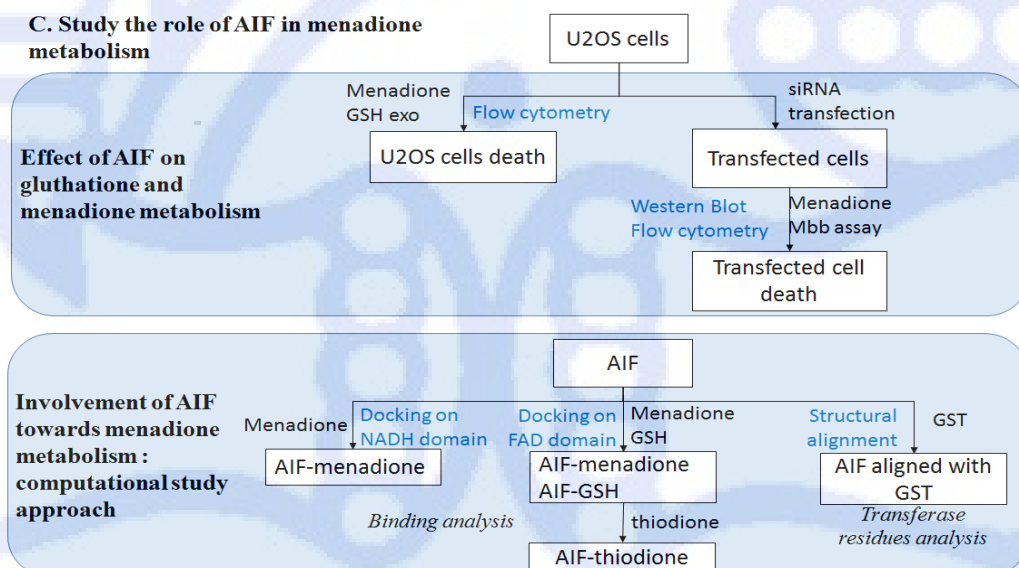 C. Study the role of AIF in menadione
metabolism
U2OS cells
Menadione
GSH exo
Flow cytometry
siRNA
transfection
U2OS cells death
Transfected cells
Effect of AIF on
gluthatione and
menadione metabolism
Western Blot
Flow cytometry
Menadione
Mbb assay
Transfected cell
death
AIF
Involvement of AIF
towards menadione
metabolism :
computational study
approach
Menadione
Docking on
NADH domain
Docking on
FAD domain
Menadione
GSH
Structural
alignment
GST
AIF-menadione
AIF-menadione
AIF-GSH
AIF aligned with
GST
Binding analysis
thiodione
Transferase
residues analysis
AIF-thiodione